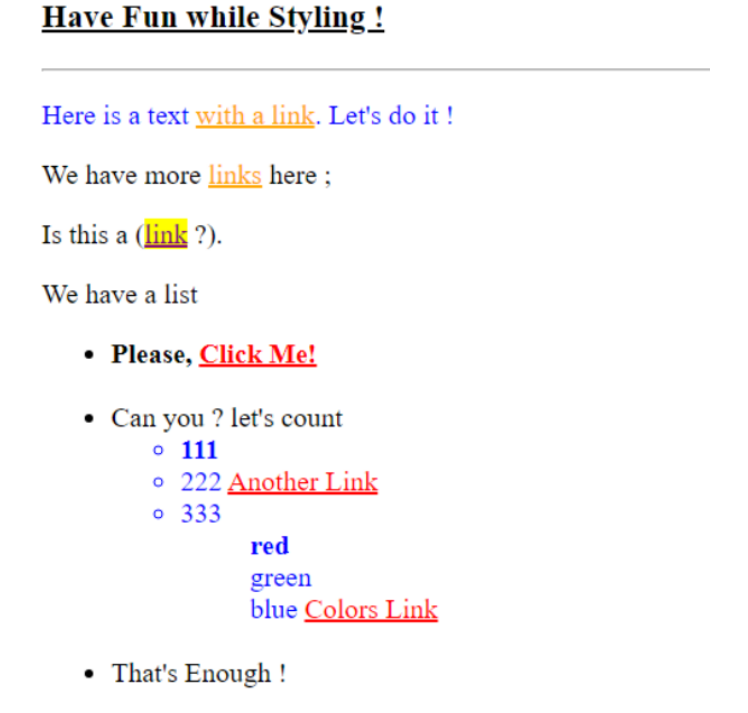 Have Fun while Styling !
Here is a text with a link. Let's do it !
We have more links here ;
Is this a (link ?).
We have a list
Please, Click Me!
Can you ? let's count
111
222 Another Link
333
red
green
blue Colors Link
That's Enough !